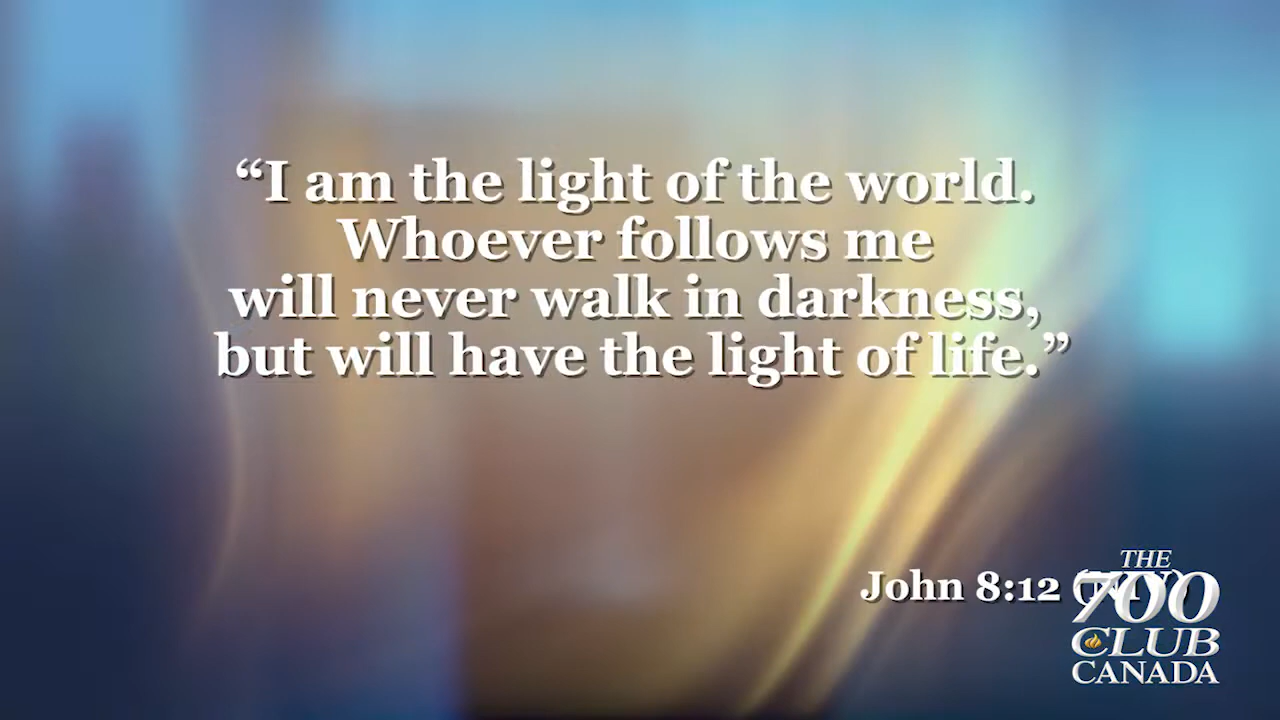 “I am the light of the world.
Whoever follows me
will never walk in darkness,
but will have the light of life.”
John 8:12 (NIV)
THE
700
CLUB
CANADA